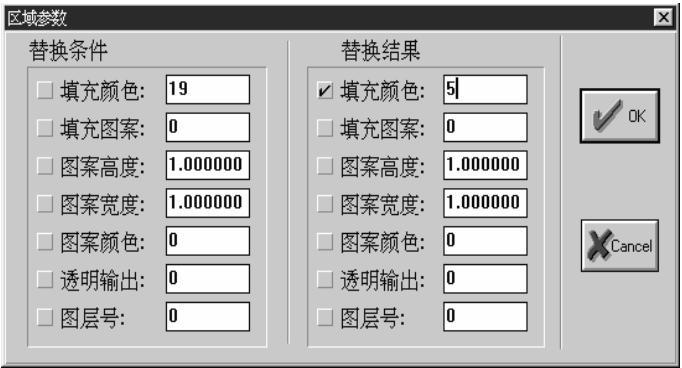 区域参数
替换条件
填充颜色: 19
填充图案: 0
图案高度: 1.000000
图案宽度: 1.000000
图案颜色: 0
透明输出: 0
图层号: 0
替换结果
填充颜色: 5
填充图案: 0
图案高度: 1.000000
图案宽度: 1.000000
图案颜色: 0
透明输出: 0
图层号: 0
OK
Cancel